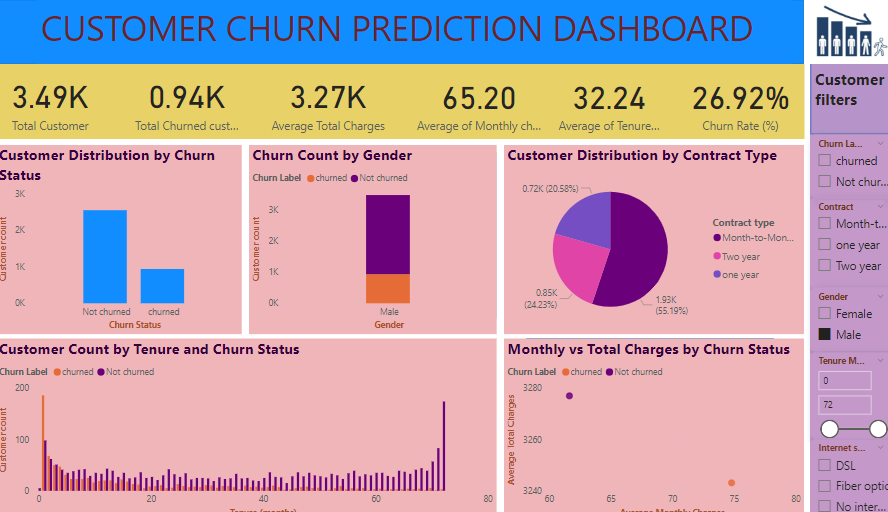 CUSTOMER CHURN PREDICTION DASHBOARD
3.49K
Total Customer
0.94K
Total Churned cust...
3.27K
Average Total Charges
65.20
Average of Monthly ch...
32.24
Average of Tenure...
26.92%
Churn Rate (%)
Customer Distribution by Churn
Status
Customer count
3K
2K
1K
0K
Not churned
churned
Churn Status
Churn Count by Gender
Churn Label
churned
Not churned
Customer count
3K
2K
1K
0K
Male
Gender
Customer Distribution by Contract Type
0.72K (20.58%)
0.85K
(24.23%)
1.93K
(55.19%)
Contract type
Month-to-Mon...
Two year
one year
Customer Count by Tenure and Churn Status
Churn Label
churned
Not churned
Customer count
200
100
0
0
20
40
60
80
Tenure (months)
Monthly vs Total Charges by Churn Status
Churn Label
churned
Not churned
Average Total Charges
3280
3260
3240
60
65
70
75
80
Average Monthly Charges
Customer
filters
Churn La...
churned
Not chur...
Contract
Month-t...
one year
Two year
Gender
Female
Male
Tenure M...
0
72
Internet s...
DSL
Fiber optic
No inter...